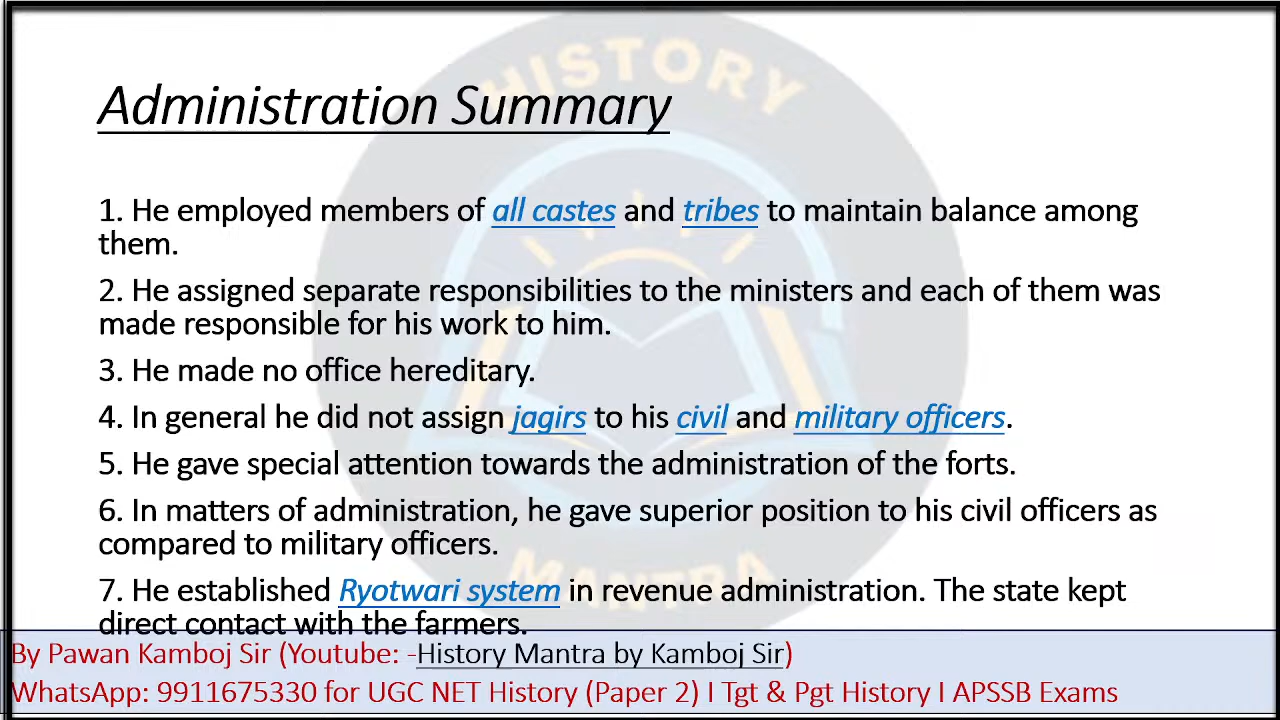 HISTORY
Administration Summary
1. He employed members of all castes and tribes to maintain balance among
them.
2. He assigned separate responsibilities to the ministers and each of them was
made responsible for his work to him.
3. He made no office hereditary.
4. In general he did not assign jagirs to his civil and military officers.
5. He gave special attention towards the administration of the forts.
6. In matters of administration, he gave superior position to his civil officers as
compared to military officers.
MANTRA
7. He established Ryotwari system in revenue administration. The state kept
direct contact with the farmers.
By Pawan Kamboj Sir (Youtube: -History Mantra by Kamboj Sir)
WhatsApp: 9911675330 for UGC NET History (Paper 2) I Tgt & Pgt History I APSSB Exams